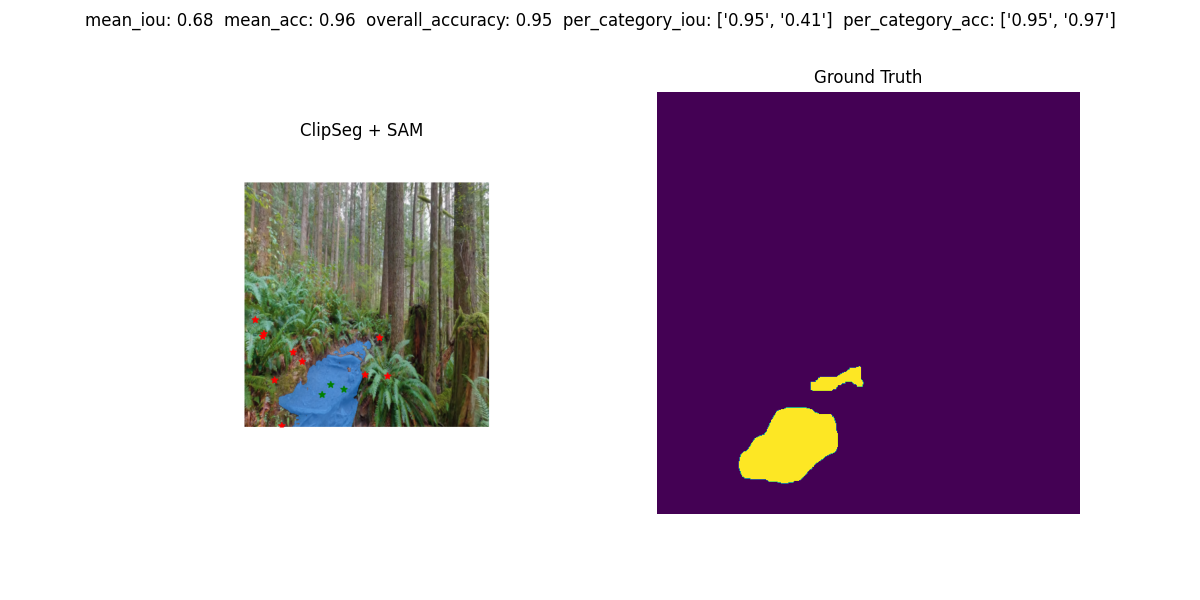 mean_iou: 0.68  mean_acc: 0.96  overall_accuracy: 0.95  per_category_iou: ['0.95', '0.41']  per_category_acc: ['0.95', '0.97']
Ground Truth
ClipSeg + SAM